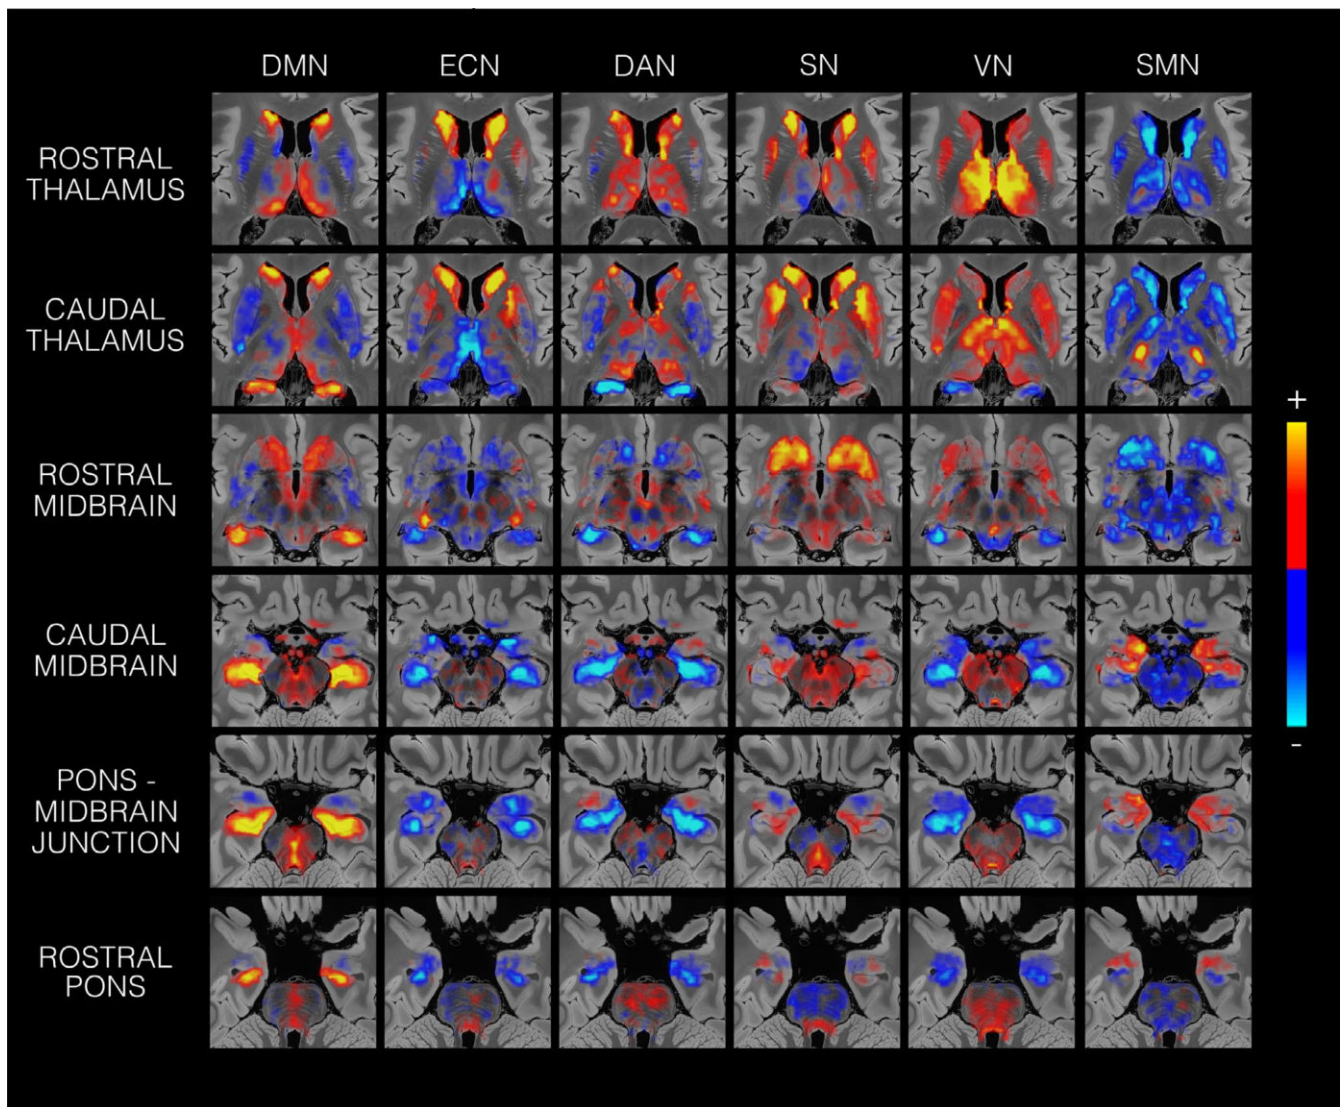 DMN ECN DAN SN VN SMN
ROSTRAL
THALAMUS
CAUDAL
THALAMUS
+
ROSTRAL
MIDBRAIN
-
CAUDAL
MIDBRAIN
PONS -
MIDBRAIN
JUNCTION
ROSTRAL
PONS